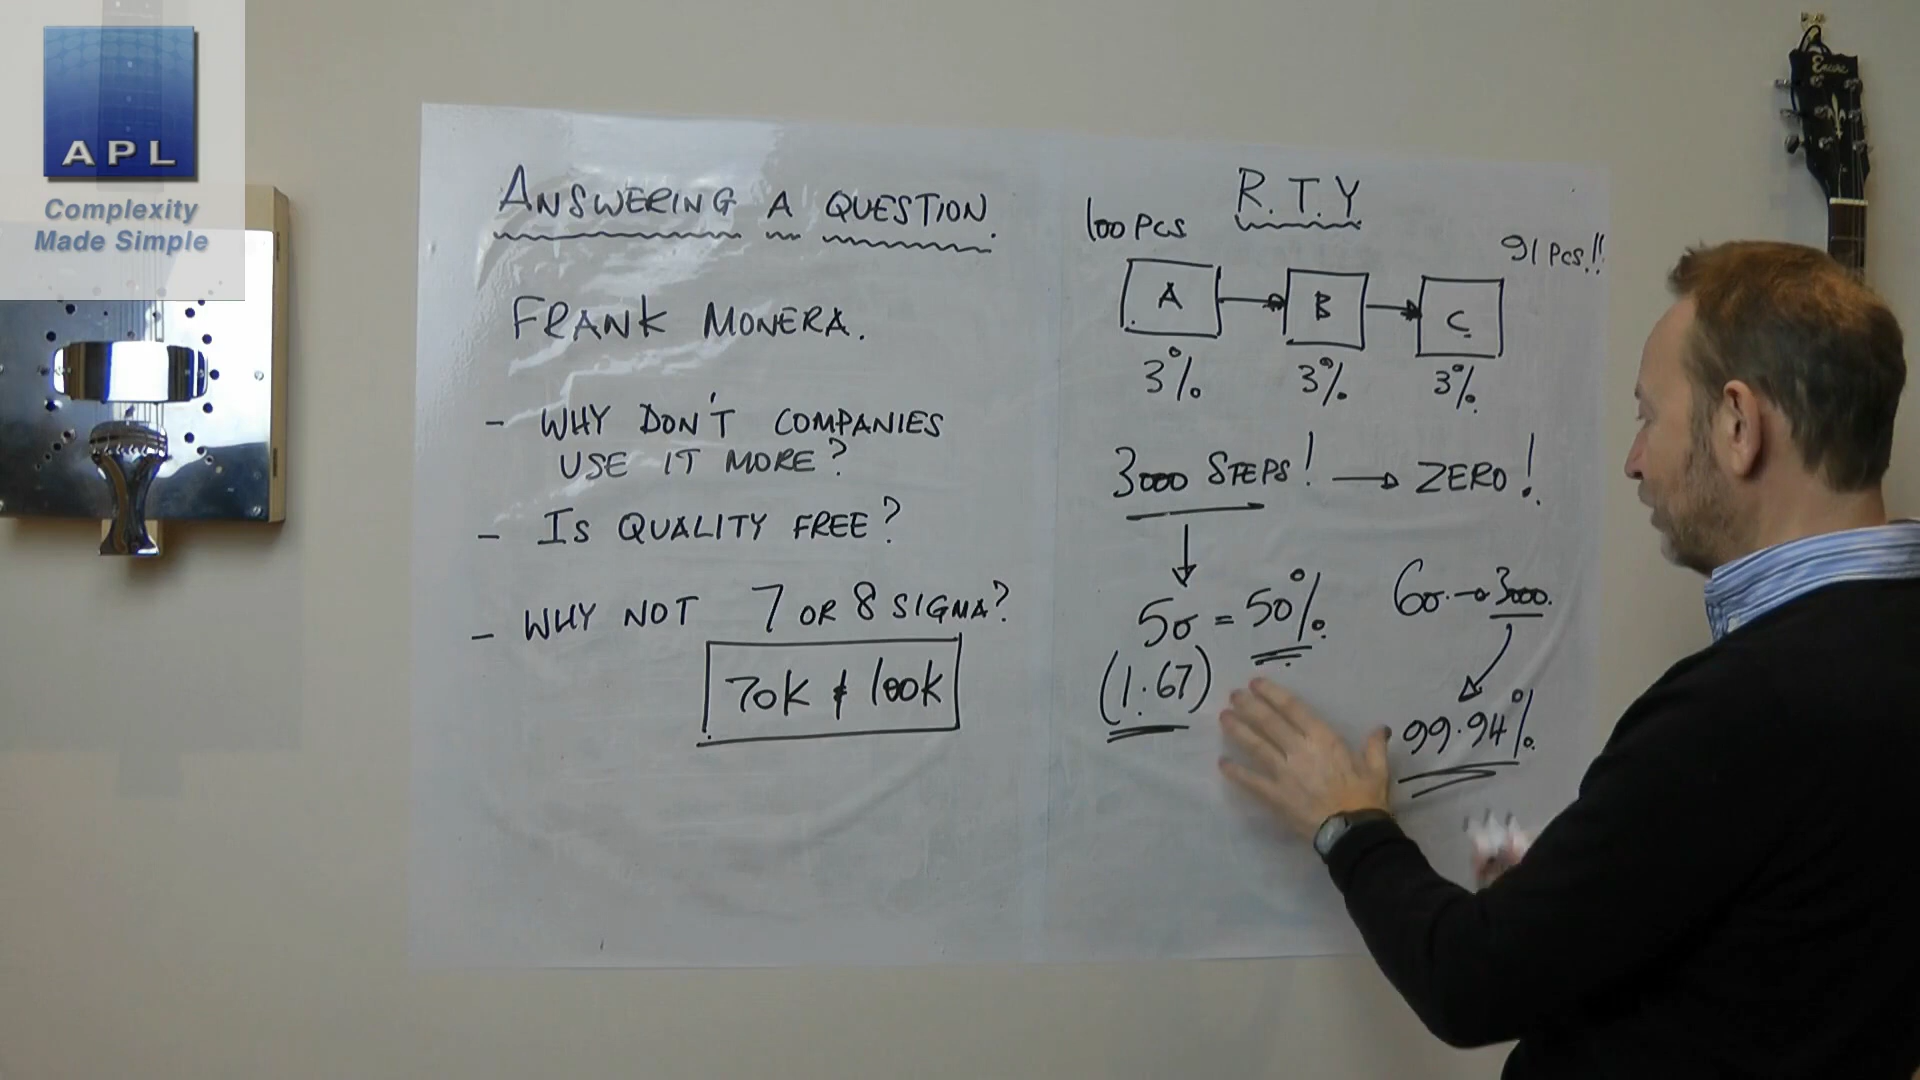 APL
Complexity
Made Simple
ANSWERING A QUESTION.
FRANK MONERA.
- WHY DON'T COMPANIES
USE IT MORE?
- IS QUALITY FREE?
- WHY NOT 7 OR 8 SIGMA?
70K & 100K
R.T.Y
100 PCS
91 PCS.!!
A
B
C
3%
3%
3%.
3000 STEPS! → ZERO!
5σ = 50%.
(1.67)
6σ. → 3000.
99.94%.
Encore